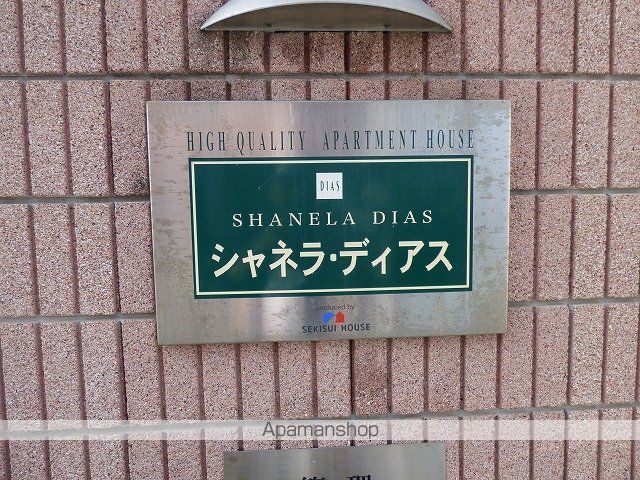 HIGH QUALITY APARTMENT HOUSE
DIAS
SHANELA DIAS
シャネラ・ディアス
produced by
SEKISUI HOUSE
Apamanshop